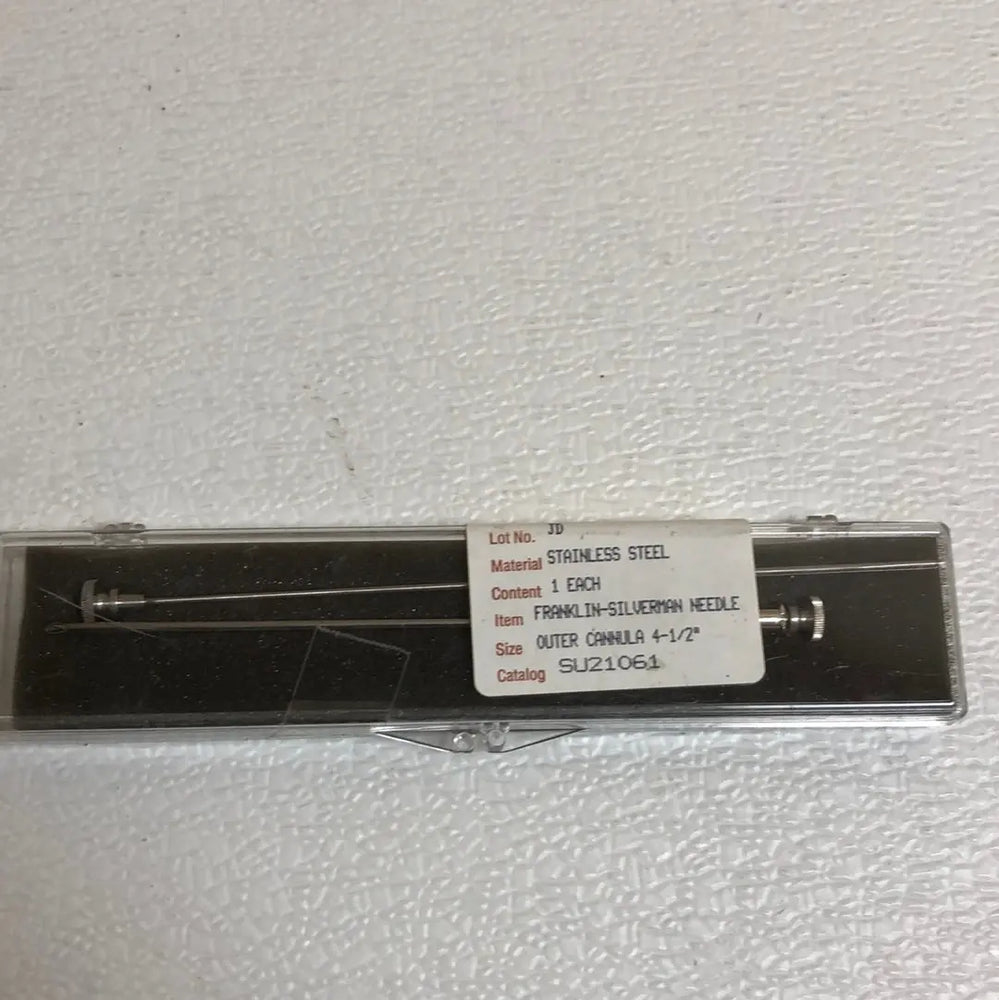 Lot No. JD
Material STAINLESS STEEL
Content 1 EACH
Item FRANKLIN-SILVERMAN NEEDLE
Size OUTER CANNULA 4-1/2"
Catalog SU21061